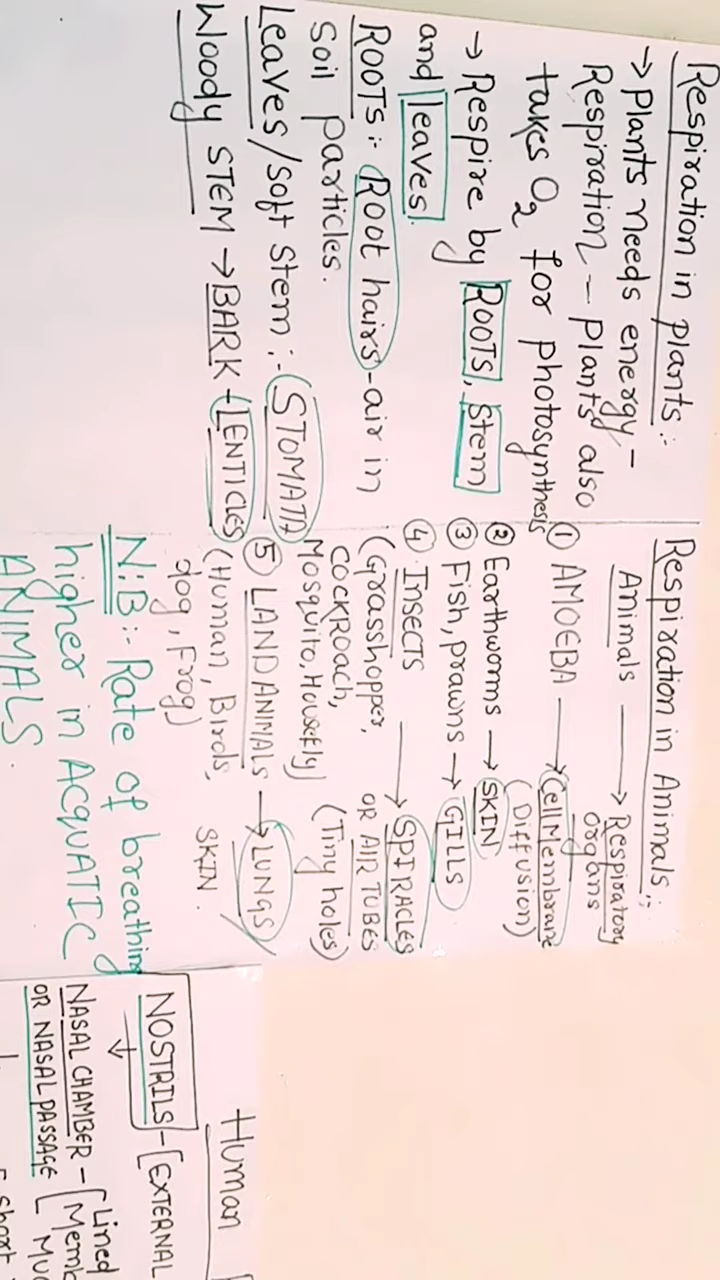 Respiration in plants:-
→ plants needs energy -
Respiration - plants also
takes O2 for photosynthesis
→ Respire by ROOTS, Stem
and leaves.
ROOTS:- Root hairs - air in
soil particles.
Leaves/Soft Stem:- STOMATA
Woody STEM → BARK + LENTICLES
Respiration in Animals:-
Animals → Respiratory
organs
① AMOEBA → Cell Membrane
(Diffusion)
② Earthworms → SKIN
③ Fish, prawns → GILLS
④ INSECTS → SPIRACLES
(Grasshopper, OR AIR TUBES
COCKROACH, (Tiny holes)
Mosquito, Housefly)
⑤ LAND ANIMALS → LUNGS
(Human, Birds, SKIN.
dog, Frog)
N:B:- Rate of breathing
higher in ACQUATIC
ANIMALS.
Human
NOSTRILS - [EXTERNAL
NASAL CHAMBER - [Lined
OR NASAL PASSAGE
short